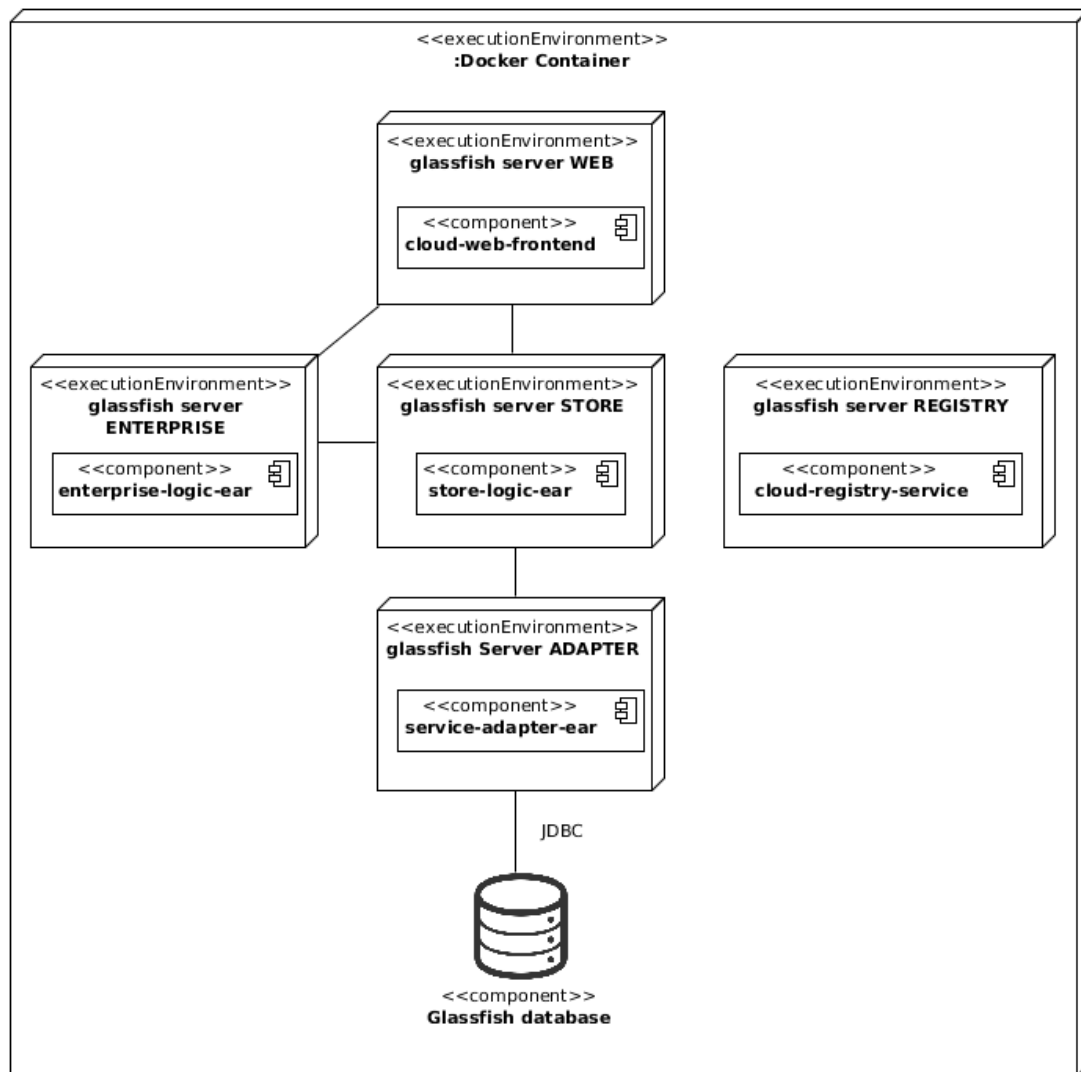 <<executionEnvironment>>
:Docker Container
<<executionEnvironment>>
glassfish server WEB
<<component>>
cloud-web-frontend
<<executionEnvironment>>
glassfish server
ENTERPRISE
<<component>>
enterprise-logic-ear
<<executionEnvironment>>
glassfish server STORE
<<component>>
store-logic-ear
<<executionEnvironment>>
glassfish server REGISTRY
<<component>>
cloud-registry-service
<<executionEnvironment>>
glassfish Server ADAPTER
<<component>>
service-adapter-ear
JDBC
<<component>>
Glassfish database